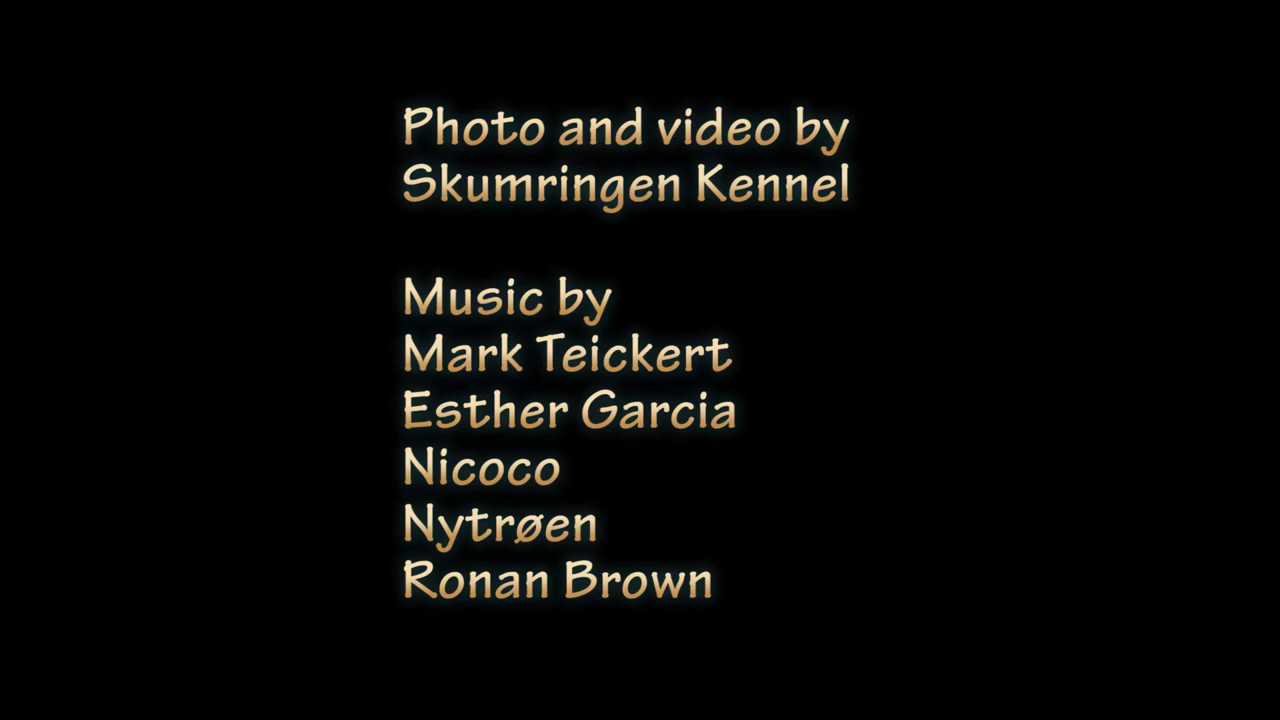 Photo and video by
Skumringen Kennel
Music by
Mark Teickert
Esther Garcia
Nicoco
Nytrøen
Ronan Brown